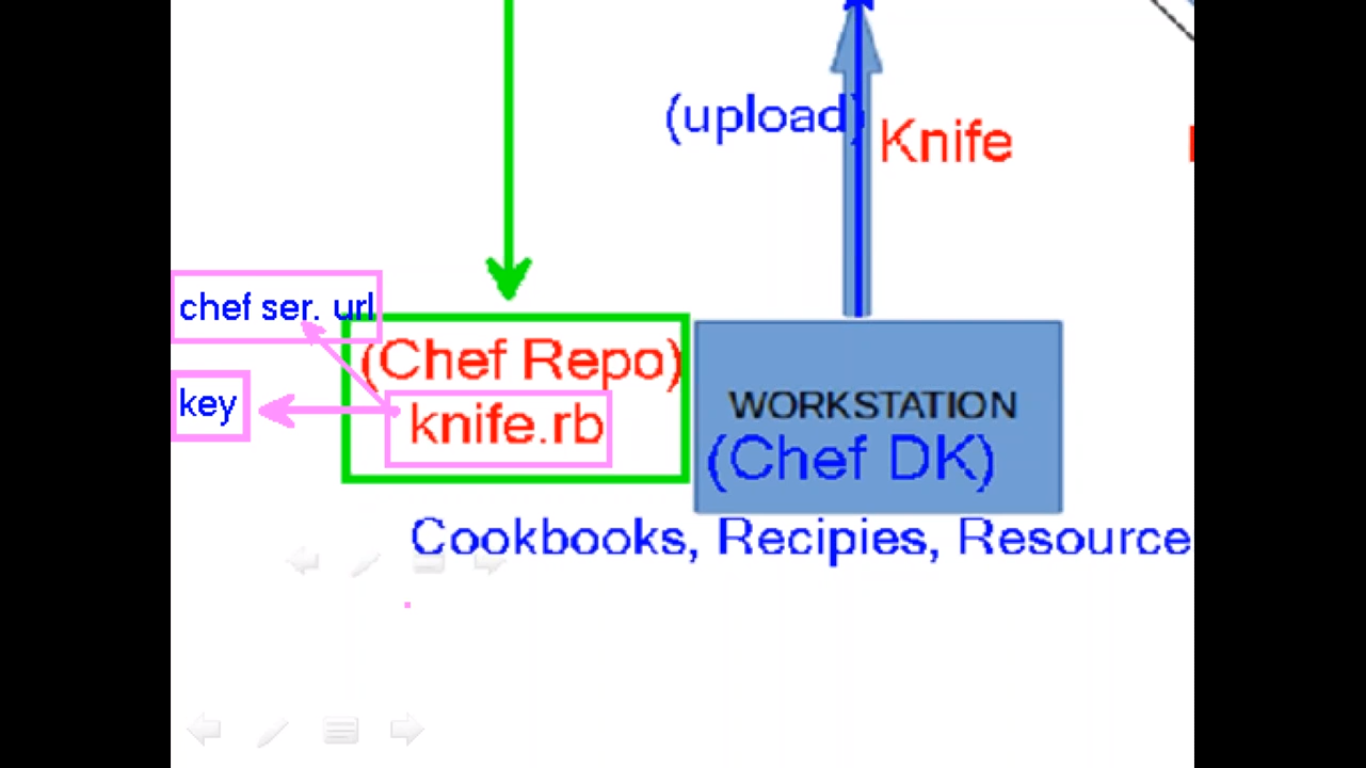 (upload)
Knife
chef ser. url
(Chef Repo)
key
knife.rb
WORKSTATION
(Chef DK)
Cookbooks, Recipies, Resource